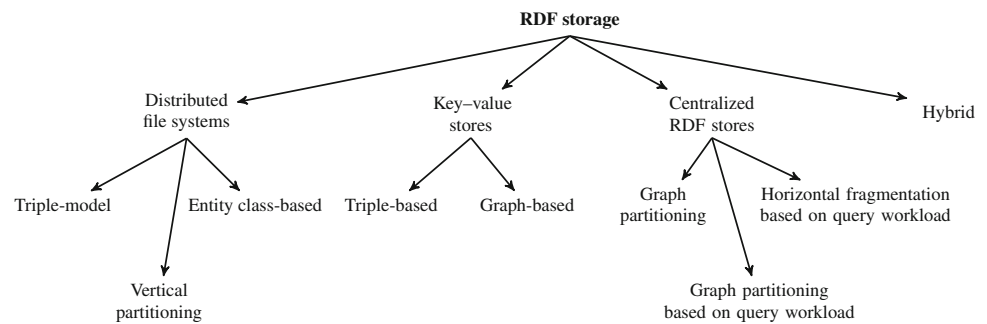 RDF storage
Distributed
file systems
Key–value
stores
Centralized
RDF stores
Hybrid
Triple-model
Entity class-based
Triple-based
Graph-based
Graph
partitioning
Horizontal fragmentation
based on query workload
Vertical
partitioning
Graph partitioning
based on query workload